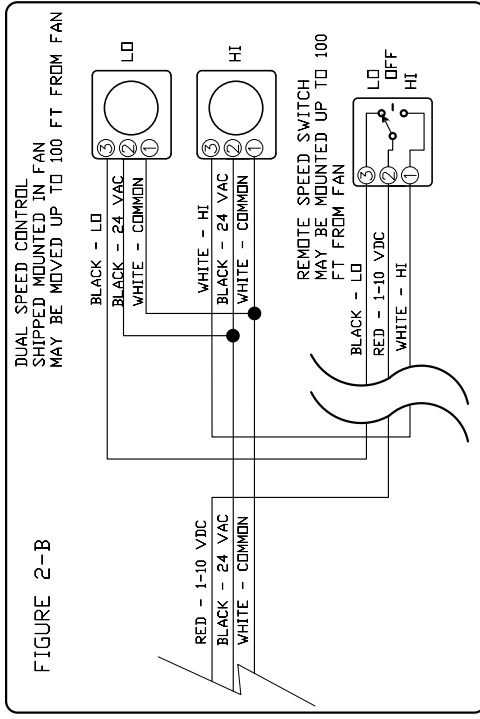 FIGURE 2-B
DUAL SPEED CONTROL
SHIPPED MOUNTED IN FAN
MAY BE MOVED UP TO 100 FT FROM FAN
LO
3
2
1
BLACK - LO
BLACK - 24 VAC
WHITE - COMMON
HI
3
2
1
WHITE - HI
BLACK - 24 VAC
WHITE - COMMON
RED - 1-10 VDC
BLACK - 24 VAC
WHITE - COMMON
REMOTE SPEED SWITCH
MAY BE MOUNTED UP TO 100
FT FROM FAN
LO
OFF
HI
3
2
1
BLACK - LO
RED - 1-10 VDC
WHITE - HI